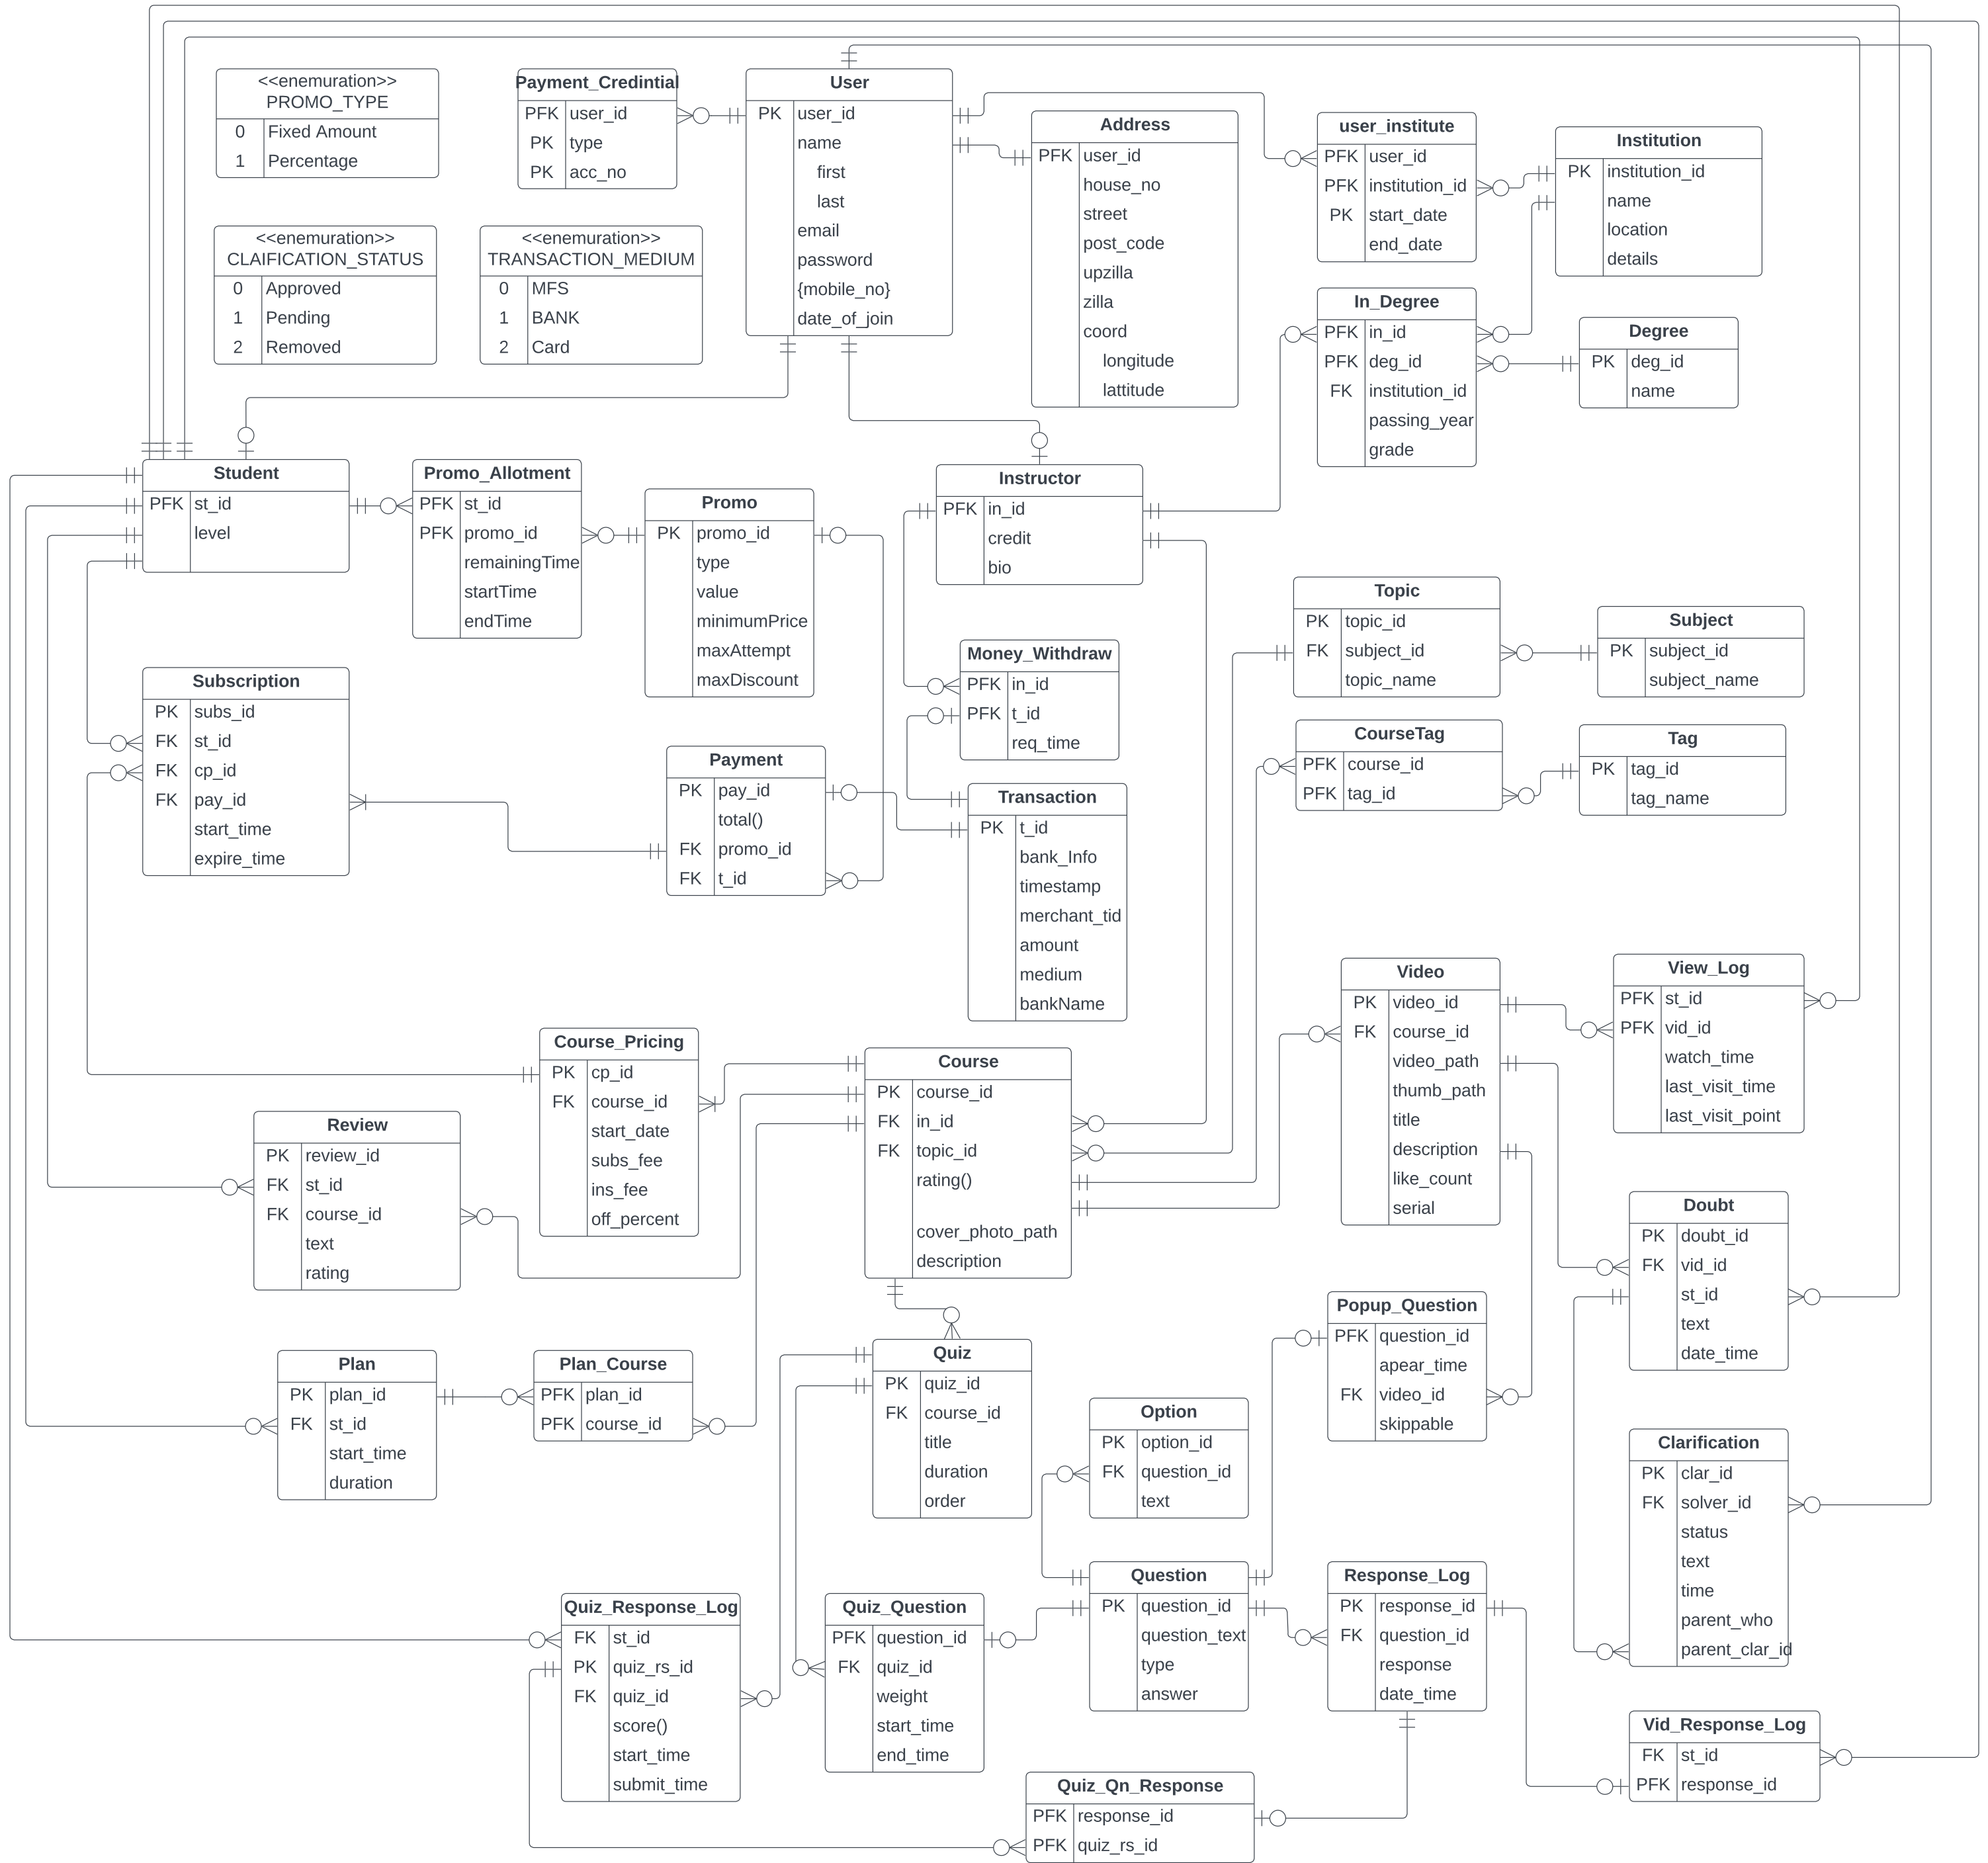 <<enemuration>>
PROMO_TYPE
0 Fixed Amount
1 Percentage
<<enemuration>>
CLAIFICATION_STATUS
0 Approved
1 Pending
2 Removed
<<enemuration>>
TRANSACTION_MEDIUM
0 MFS
1 BANK
2 Card
Payment_Credintial
PFK user_id
PK type
PK acc_no
User
PK user_id
name
first
last
email
password
{mobile_no}
date_of_join
Address
PFK user_id
house_no
street
post_code
upzilla
zilla
coord
longitude
lattitude
user_institute
PFK user_id
PFK institution_id
PK start_date
end_date
Institution
PK institution_id
name
location
details
In_Degree
PFK in_id
PFK deg_id
FK institution_id
passing_year
grade
Degree
PK deg_id
name
Student
PFK st_id
level
Promo_Allotment
PFK st_id
PFK promo_id
remainingTime
startTime
endTime
Promo
PK promo_id
type
value
minimumPrice
maxAttempt
maxDiscount
Instructor
PFK in_id
credit
bio
Topic
PK topic_id
FK subject_id
topic_name
Subject
PK subject_id
subject_name
Subscription
PK subs_id
FK st_id
FK cp_id
FK pay_id
start_time
expire_time
Money_Withdraw
PFK in_id
PFK t_id
req_time
CourseTag
PFK course_id
PFK tag_id
Tag
PK tag_id
tag_name
Payment
PK pay_id
total()
FK promo_id
FK t_id
Transaction
PK t_id
bank_Info
timestamp
merchant_tid
amount
medium
bankName
Video
PK video_id
FK course_id
video_path
thumb_path
title
description
like_count
serial
View_Log
PFK st_id
PFK vid_id
watch_time
last_visit_time
last_visit_point
Course_Pricing
PK cp_id
FK course_id
start_date
subs_fee
ins_fee
off_percent
Course
PK course_id
FK in_id
FK topic_id
rating()
cover_photo_path
description
Review
PK review_id
FK st_id
FK course_id
text
rating
Doubt
PK doubt_id
FK vid_id
st_id
text
date_time
Popup_Question
PFK question_id
apear_time
FK video_id
skippable
Plan
PK plan_id
FK st_id
start_time
duration
Plan_Course
PFK plan_id
PFK course_id
Quiz
PK quiz_id
FK course_id
title
duration
order
Option
PK option_id
FK question_id
text
Clarification
PK clar_id
FK solver_id
status
text
time
parent_who
parent_clar_id
Quiz_Response_Log
FK st_id
PK quiz_rs_id
FK quiz_id
score()
start_time
submit_time
Quiz_Question
PFK question_id
FK quiz_id
weight
start_time
end_time
Question
PK question_id
question_text
type
answer
Response_Log
PK response_id
FK question_id
response
date_time
Vid_Response_Log
FK st_id
PFK response_id
Quiz_Qn_Response
PFK response_id
PFK quiz_rs_id